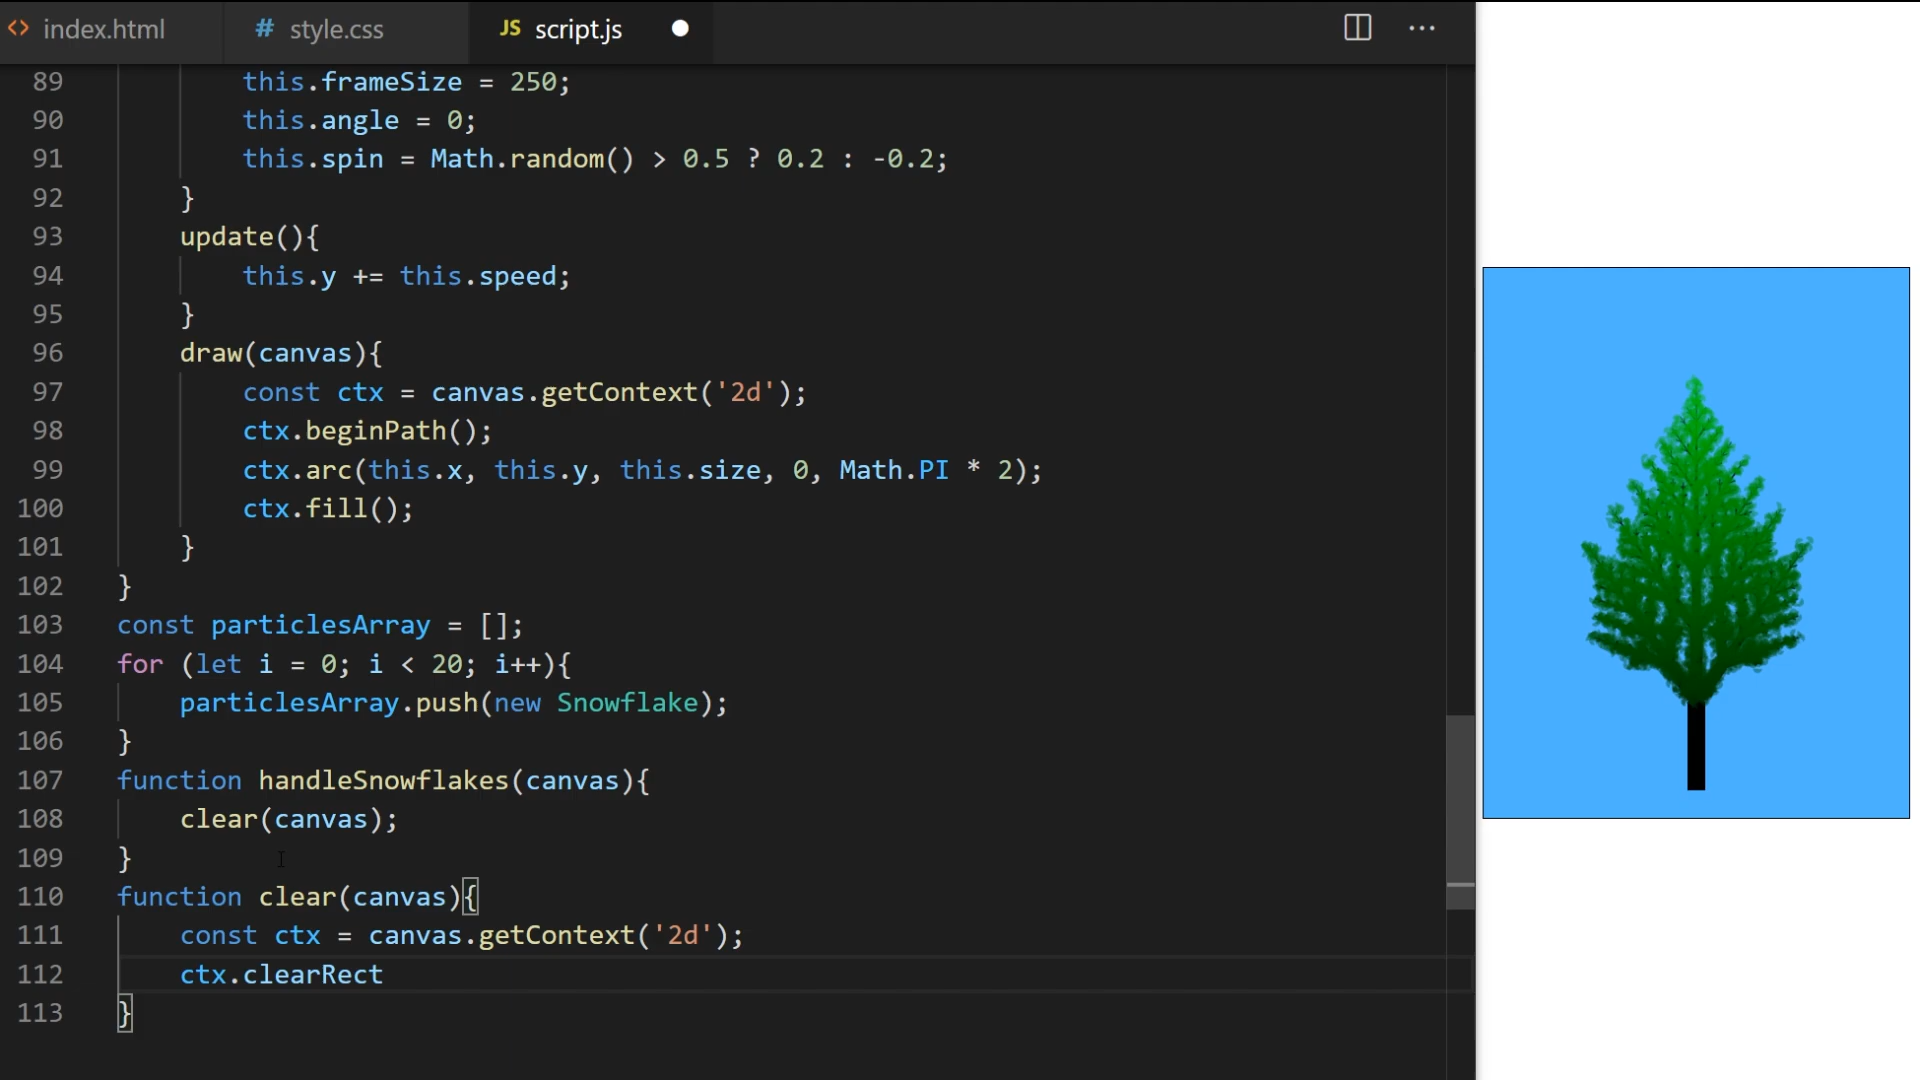 <> index.html # style.css JS script.js ● ···
89 this.frameSize = 250;
90 this.angle = 0;
91 this.spin = Math.random() > 0.5 ? 0.2 : -0.2;
92 }
93 update(){
94 this.y += this.speed;
95 }
96 draw(canvas){
97 const ctx = canvas.getContext('2d');
98 ctx.beginPath();
99 ctx.arc(this.x, this.y, this.size, 0, Math.PI * 2);
100 ctx.fill();
101 }
102 }
103 const particlesArray = [];
104 for (let i = 0; i < 20; i++){
105 particlesArray.push(new Snowflake);
106 }
107 function handleSnowflakes(canvas){
108 clear(canvas);
109 }
110 function clear(canvas){
111 const ctx = canvas.getContext('2d');
112 ctx.clearRect
113 }